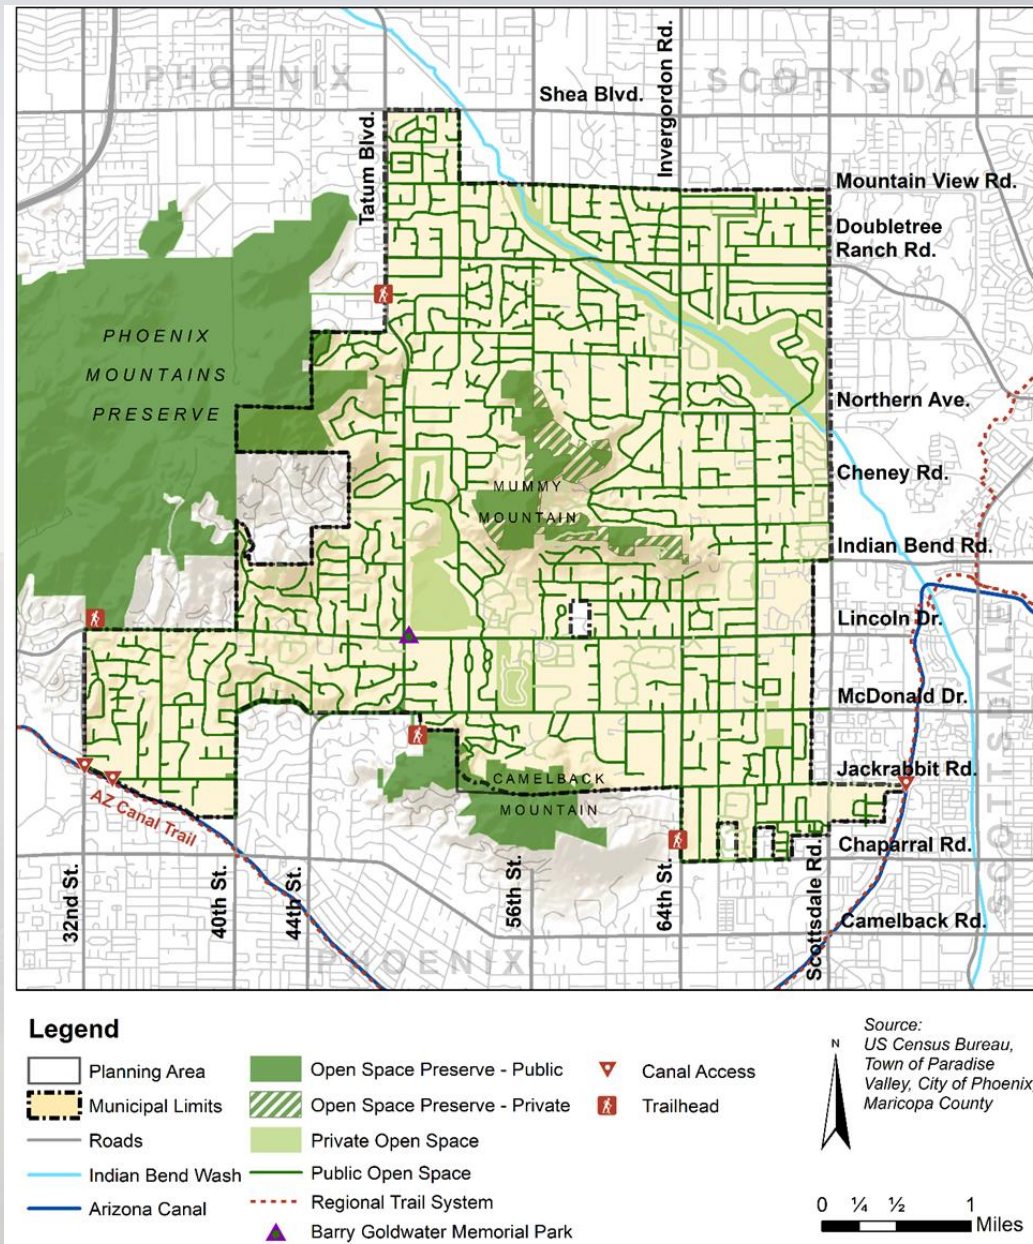 PHOENIX
SCOTTSDALE
Shea Blvd.
Invergordon Rd.
Tatum Blvd.
Mountain View Rd.
Doubletree
Ranch Rd.
PHOENIX
MOUNTAINS
PRESERVE
Northern Ave.
Cheney Rd.
MUMMY
MOUNTAIN
Indian Bend Rd.
Lincoln Dr.
McDonald Dr.
Jackrabbit Rd.
CAMELBACK
MOUNTAIN
AZ Canal Trail
Chaparral Rd.
SCOTTSDALE
32nd St.
40th St.
44th St.
56th St.
64th St.
Scottsdale Rd.
Camelback Rd.
PHOENIX
Legend
Planning Area
Municipal Limits
Roads
Indian Bend Wash
Arizona Canal
Open Space Preserve - Public
Open Space Preserve - Private
Private Open Space
Public Open Space
Regional Trail System
Barry Goldwater Memorial Park
Canal Access
Trailhead
N
Source:
US Census Bureau,
Town of Paradise
Valley, City of Phoenix
Maricopa County
0 ¼ ½ 1
Miles